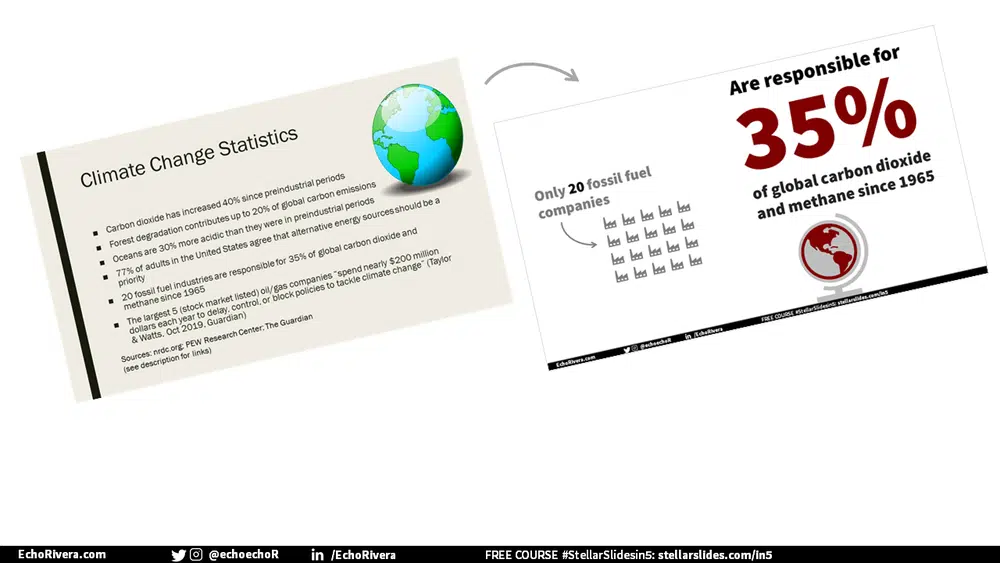 Climate Change Statistics
Carbon dioxide has increased 40% since preindustrial periods
Forest degradation contributes up to 20% of global carbon emissions
Oceans are 30% more acidic than they were in preindustrial periods
77% of adults in the United States agree that alternative energy sources should be a
priority
20 fossil fuel industries are responsible for 35% of global carbon dioxide and
methane since 1965
The largest 5 (stock market listed) oil/gas companies "spend nearly $200 million
dollars each year to delay, control, or block policies to tackle climate change" (Taylor
& Watts, Oct 2019, Guardian)
Sources: nrdc.org; PEW Research Center; The Guardian
(see description for links)
Only 20 fossil fuel
companies
Are responsible for
35%
of global carbon dioxide
and methane since 1965
EchoRivera.com @echoechoR /EchoRivera FREE COURSE #StellarSlidesin5: stellarslides.com/in5
EchoRivera.com @echoechoR in /EchoRivera FREE COURSE #StellarSlidesin5: stellarslides.com/in5